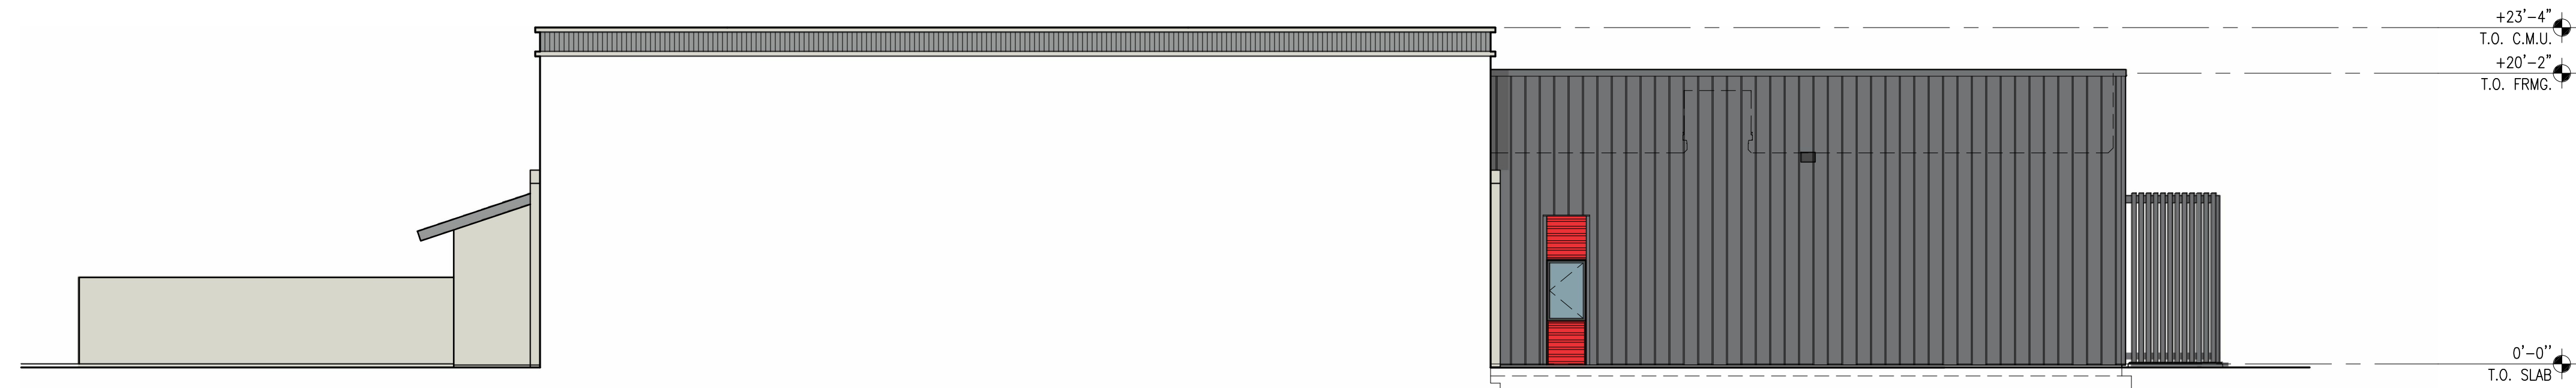 +23'-4"
T.O. C.M.U.
+20'-2"
T.O. FRMG.
0'-0"
T.O. SLAB